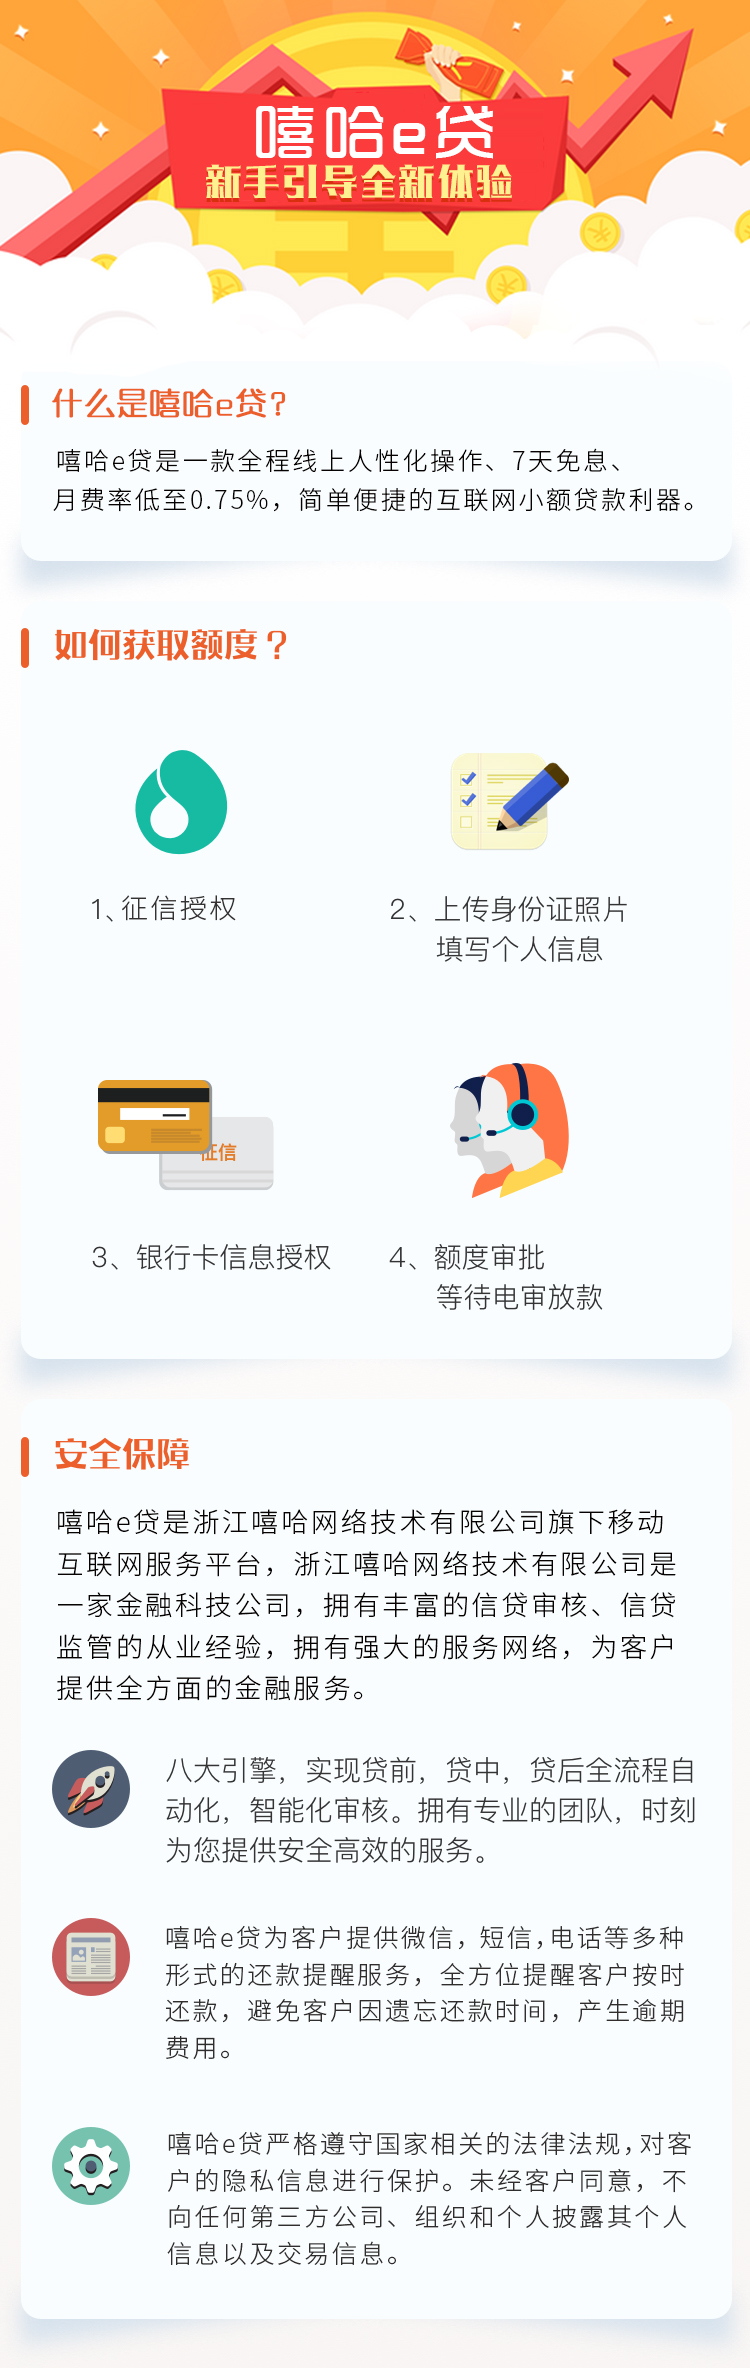 嘻哈e贷
新手引导全新体验
什么是嘻哈e贷?
嘻哈e贷是一款全程线上人性化操作、7天免息、
月费率低至0.75%，简单便捷的互联网小额贷款利器。
如何获取额度？
1、征信授权
2、上传身份证照片
填写个人信息
征信
3、银行卡信息授权
4、额度审批
等待电审放款
安全保障
嘻哈e贷是浙江嘻哈网络技术有限公司旗下移动
互联网服务平台，浙江嘻哈网络技术有限公司是
一家金融科技公司，拥有丰富的信贷审核、信贷
监管的从业经验，拥有强大的服务网络，为客户
提供全方面的金融服务。
八大引擎，实现贷前，贷中，贷后全流程自
动化，智能化审核。拥有专业的团队，时刻
为您提供安全高效的服务。
嘻哈e贷为客户提供微信，短信，电话等多种
形式的还款提醒服务，全方位提醒客户按时
还款，避免客户因遗忘还款时间，产生逾期
费用。
嘻哈e贷严格遵守国家相关的法律法规，对客
户的隐私信息进行保护。未经客户同意，不
向任何第三方公司、组织和个人披露其个人
信息以及交易信息。